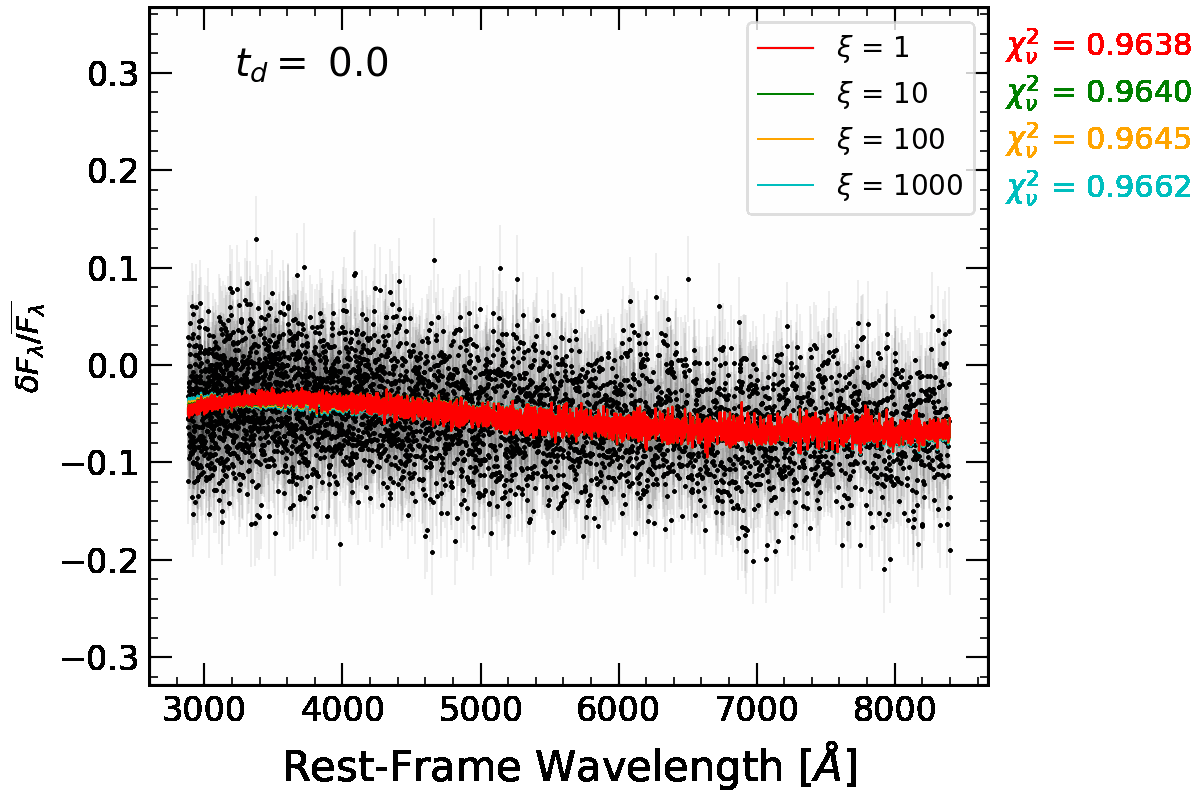 t_d = 0.0
ξ = 1
ξ = 10
ξ = 100
ξ = 1000
χ²_ν = 0.9638
χ²_ν = 0.9640
χ²_ν = 0.9645
χ²_ν = 0.9662
0.3
0.2
0.1
0.0
−0.1
−0.2
−0.3
δF_λ/F̅_λ
3000 4000 5000 6000 7000 8000
Rest-Frame Wavelength [Å]